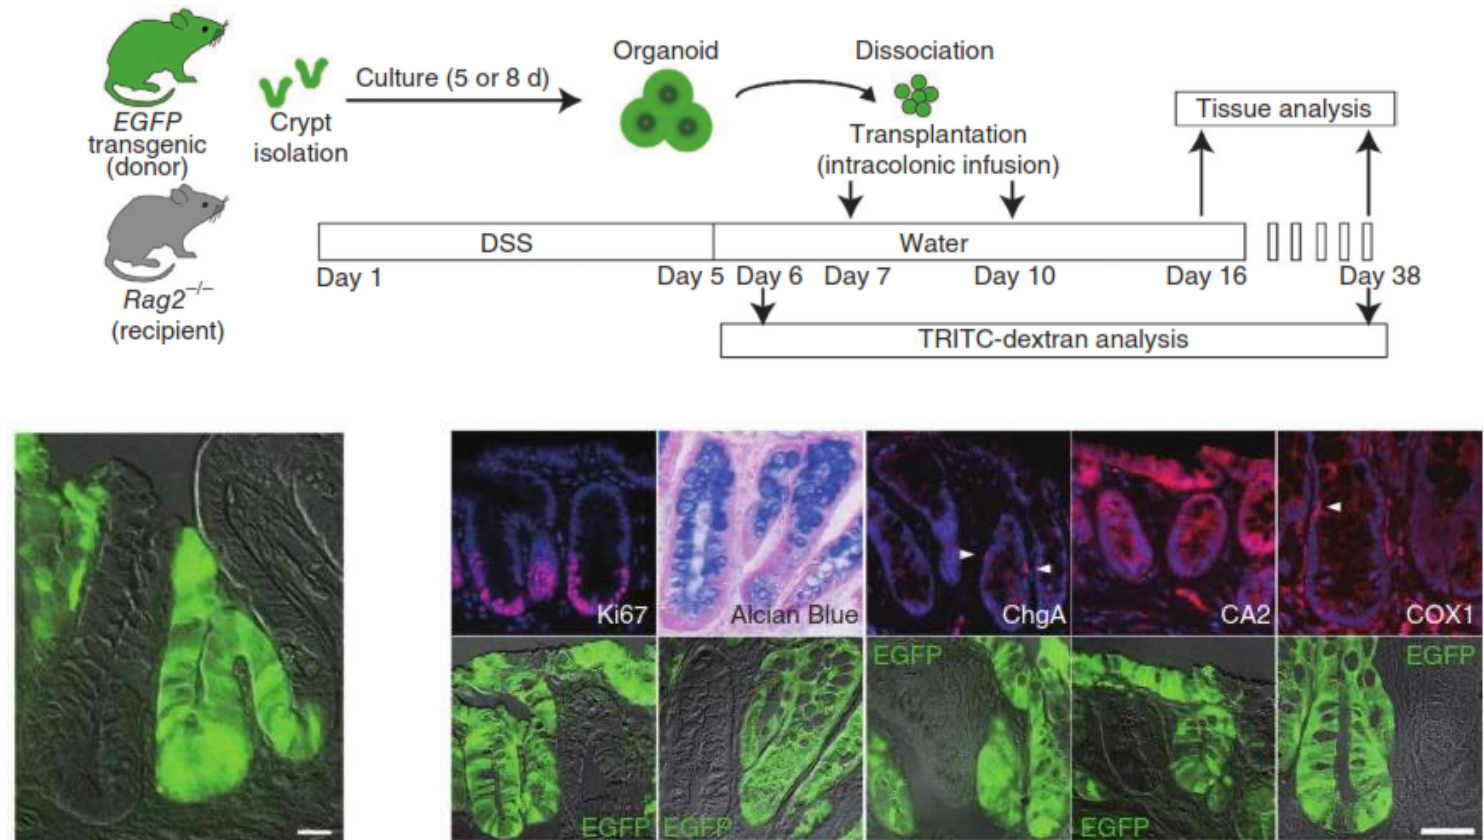 EGFP
transgenic
(donor)
Crypt
isolation
Culture (5 or 8 d)
Organoid
Dissociation
Transplantation
(intracolonic infusion)
Tissue analysis
Rag2–/–
(recipient)
DSS
Water
Day 1
Day 5
Day 6
Day 7
Day 10
Day 16
Day 38
TRITC-dextran analysis
Ki67
Alcian Blue
ChgA
CA2
COX1
EGFP
EGFP
EGFP
EGFP
EGFP